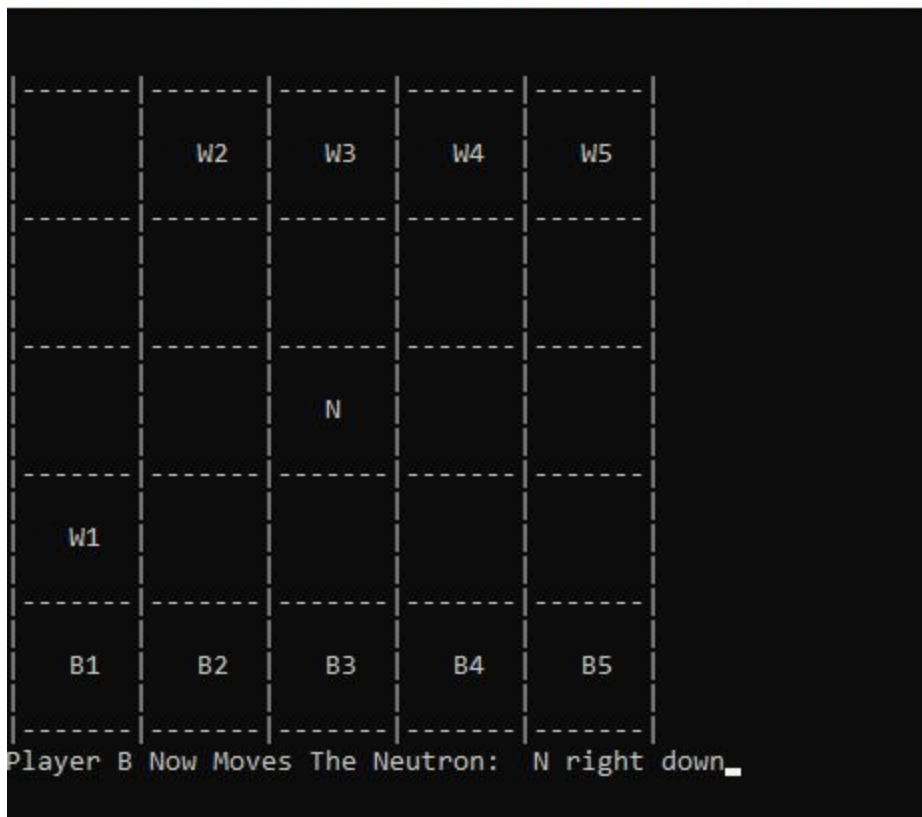 W2 W3 W4 W5
N
W1
B1 B2 B3 B4 B5
Player B Now Moves The Neutron: N right down